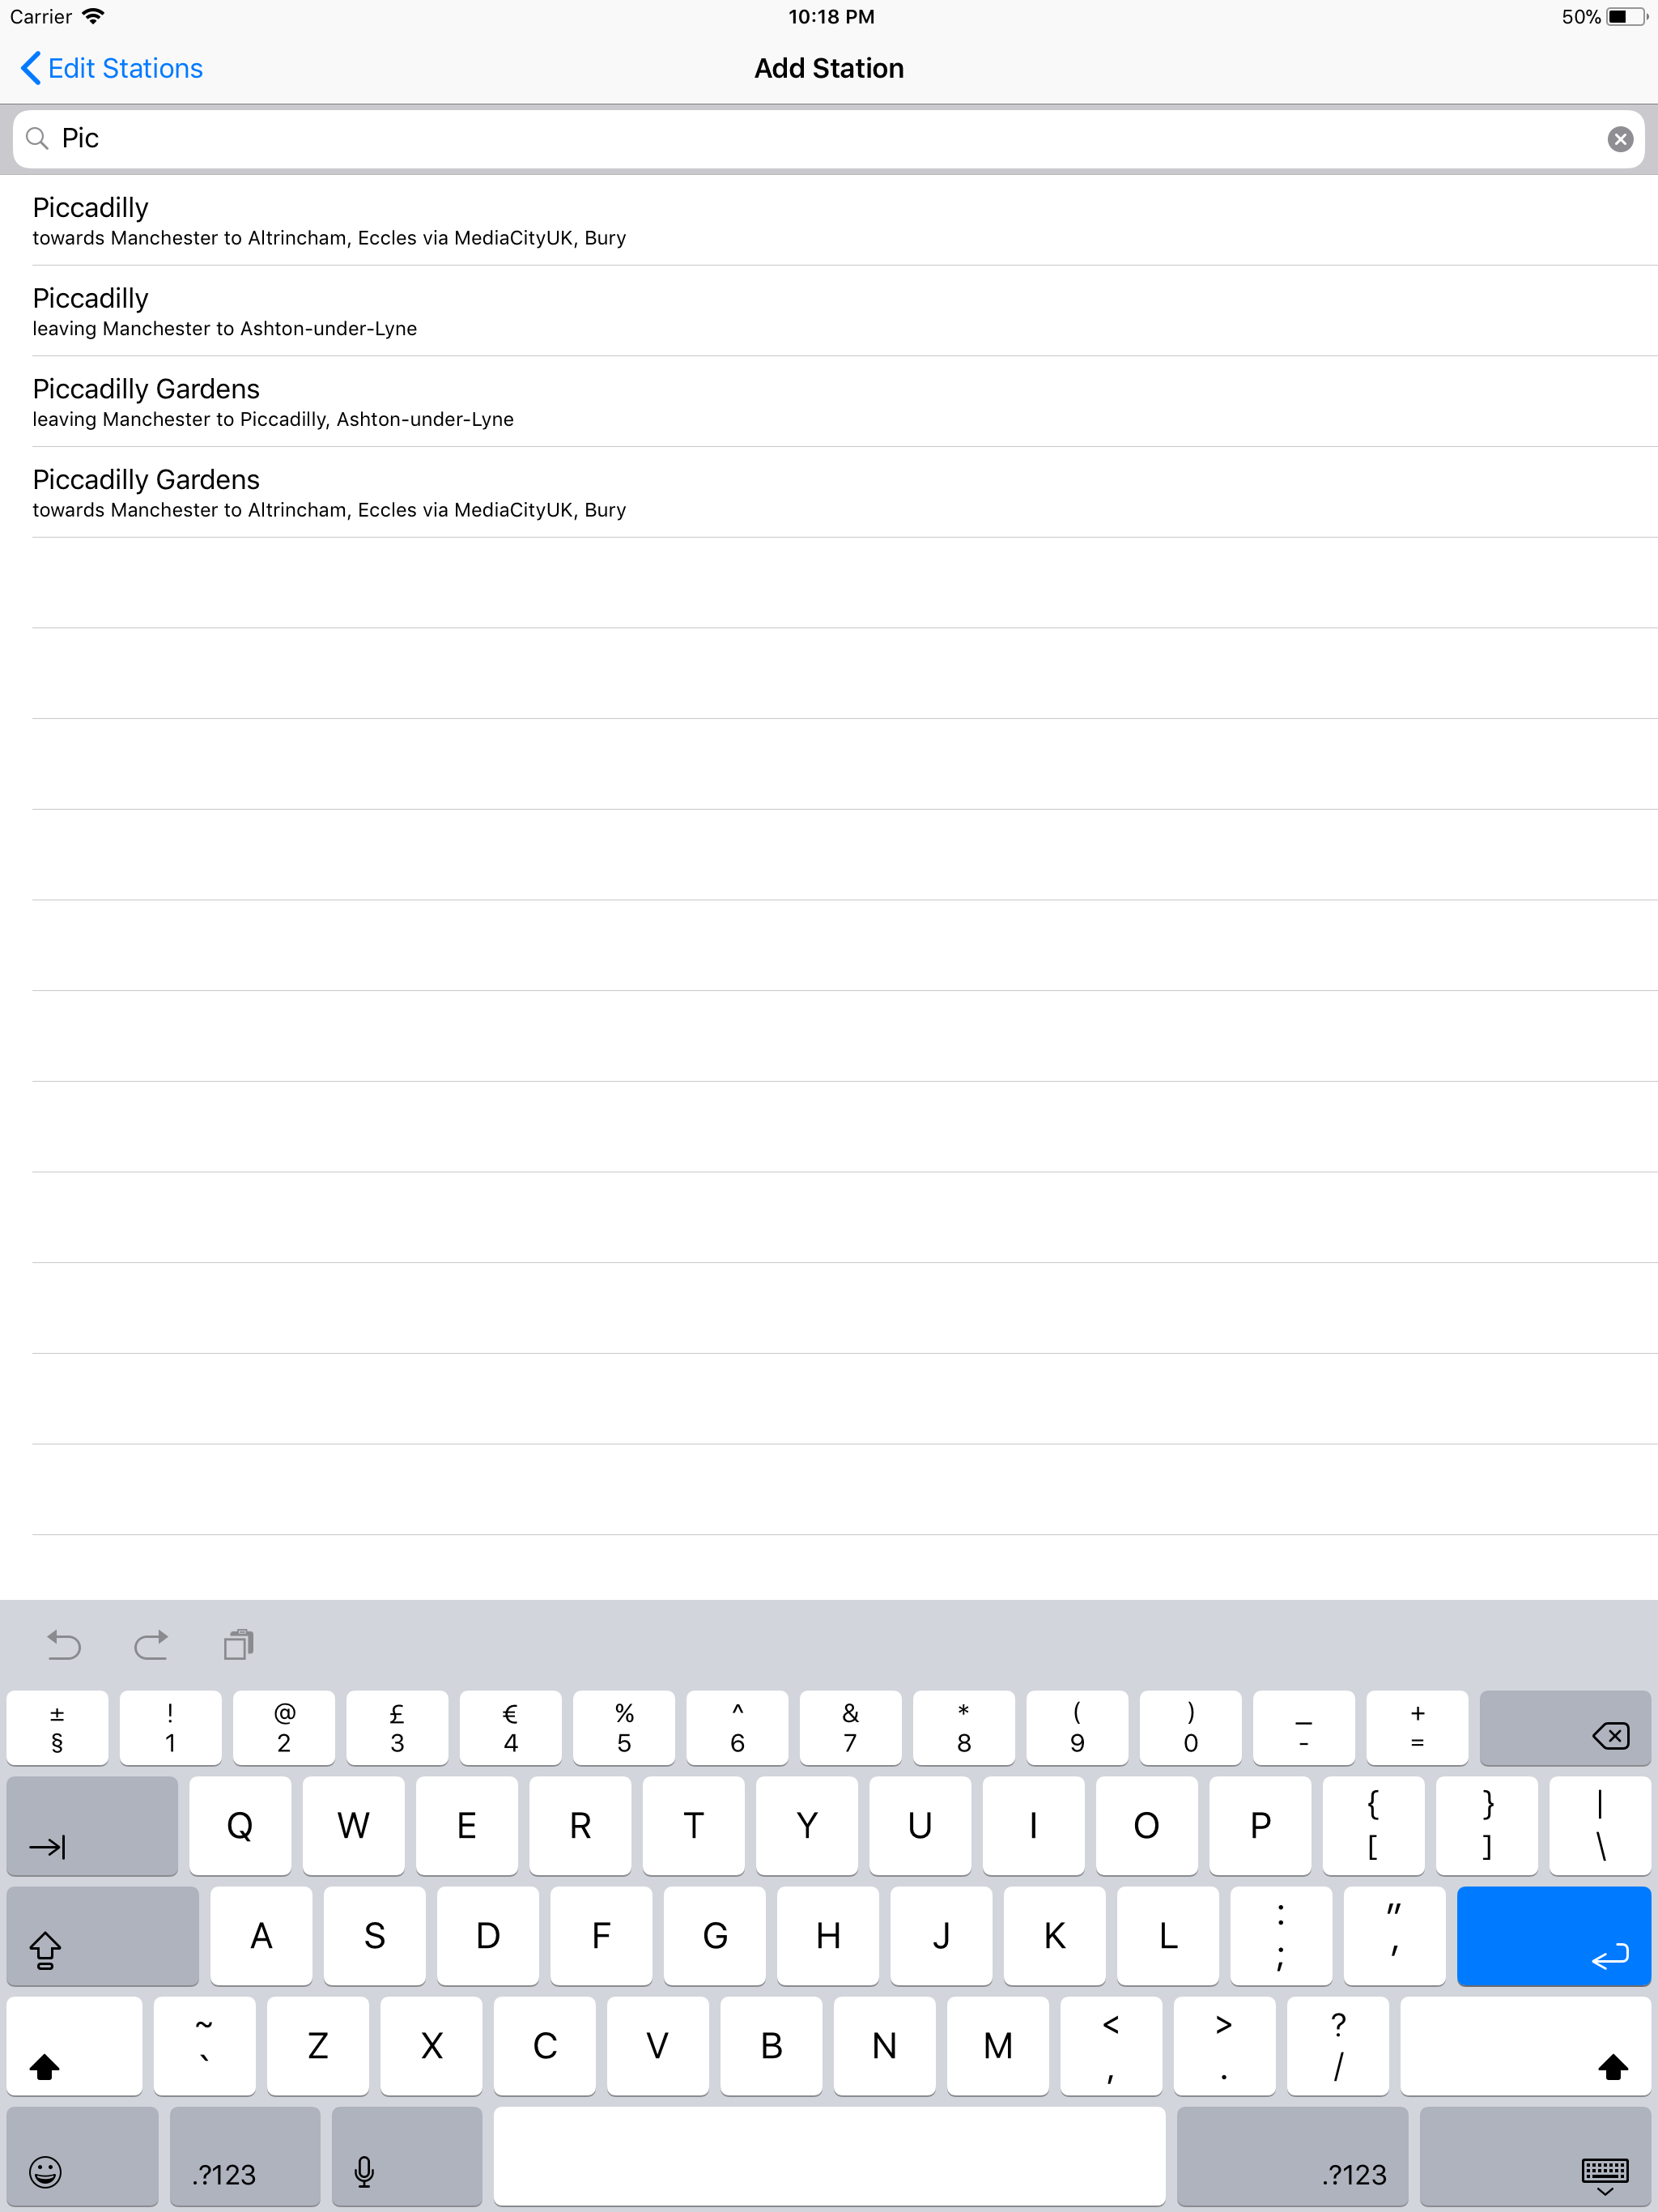 Carrier 10:18 PM 50%
Edit Stations Add Station
Pic
Piccadilly
towards Manchester to Altrincham, Eccles via MediaCityUK, Bury
Piccadilly
leaving Manchester to Ashton-under-Lyne
Piccadilly Gardens
leaving Manchester to Piccadilly, Ashton-under-Lyne
Piccadilly Gardens
towards Manchester to Altrincham, Eccles via MediaCityUK, Bury
± ! @ £ € % ^ & * ( ) _ +
§ 1 2 3 4 5 6 7 8 9 0 - =
Q W E R T Y U I O P { [ } ] | \
A S D F G H J K L : ; " '
~ ` Z X C V B N M < , > . ? /
.?123 .?123